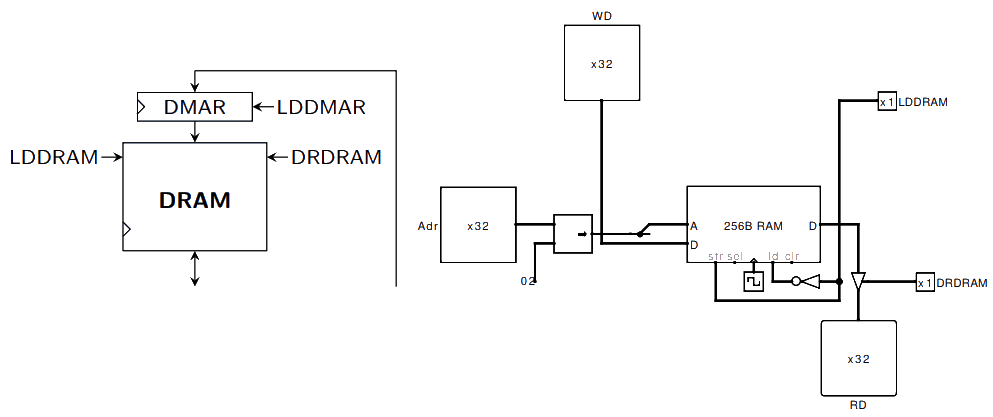 DMAR
LDDMAR
LDDRAM
DRDRAM
DRAM
WD
x32
x1 LDDRAM
Adr
x32
02
A
D
256B RAM
D
str sel
ld clr
x1 DRDRAM
x32
RD